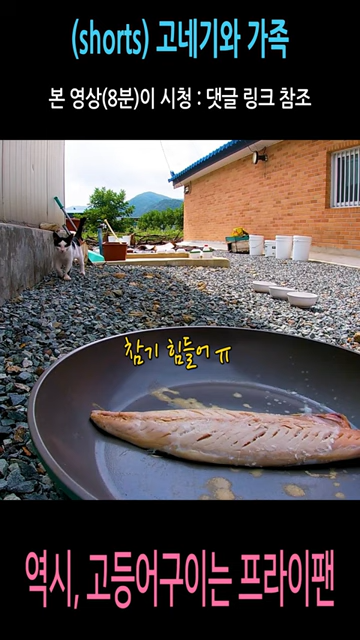 (shorts) 고네기와 가족
본 영상(8분)이 시청 : 댓글 링크 참조
참기 힘들어 ㅠ
역시, 고등어구이는 프라이팬